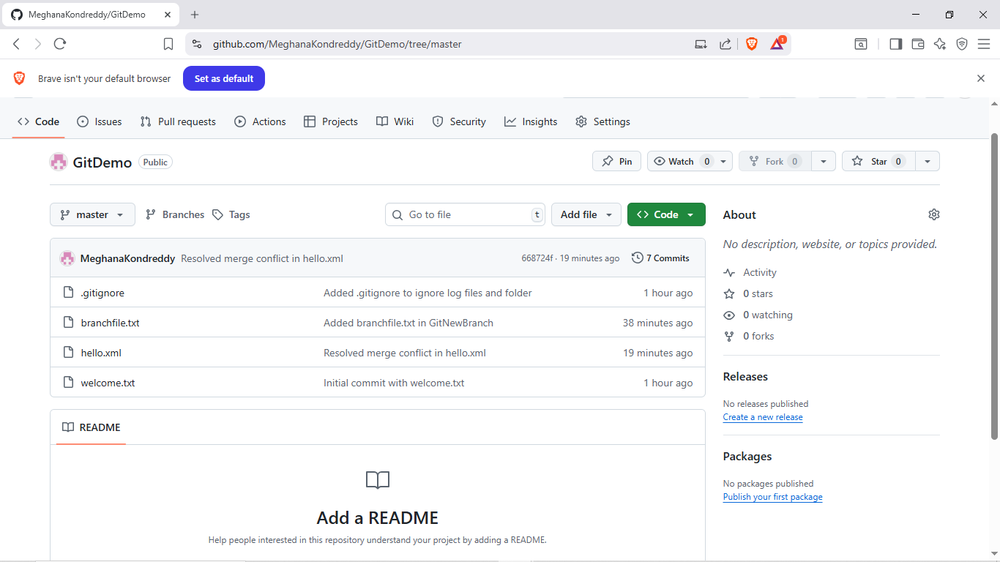 MeghanaKondreddy/GitDemo
github.com/MeghanaKondreddy/GitDemo/tree/master
1
Brave isn't your default browser Set as default
Code Issues Pull requests Actions Projects Wiki Security Insights Settings
GitDemo Public Pin Watch 0 Fork 0 Star 0
master Branches Tags Go to file t Add file Code
About
No description, website, or topics provided.
MeghanaKondreddy Resolved merge conflict in hello.xml 668724f · 19 minutes ago 7 Commits
Activity
.gitignore Added .gitignore to ignore log files and folder 1 hour ago
0 stars
0 watching
branchfile.txt Added branchfile.txt in GitNewBranch 38 minutes ago
0 forks
hello.xml Resolved merge conflict in hello.xml 19 minutes ago
Releases
welcome.txt Initial commit with welcome.txt 1 hour ago
No releases published
Create a new release
README
Packages
No packages published
Publish your first package
Add a README
Help people interested in this repository understand your project by adding a README.